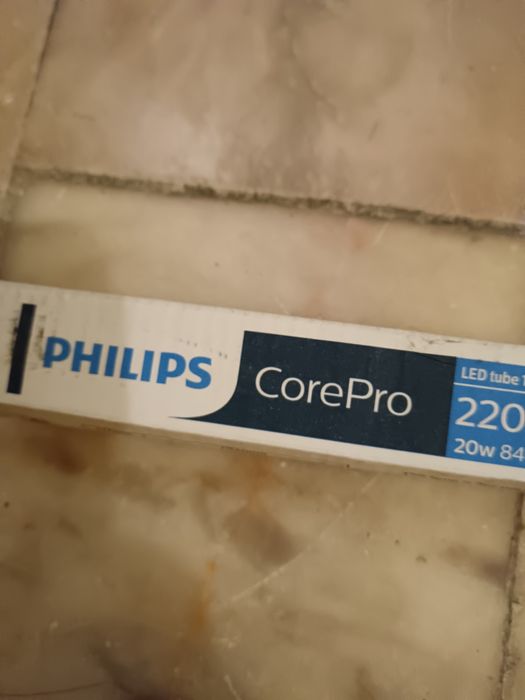 PHILIPS
CorePro
LED tube
220
20w 84